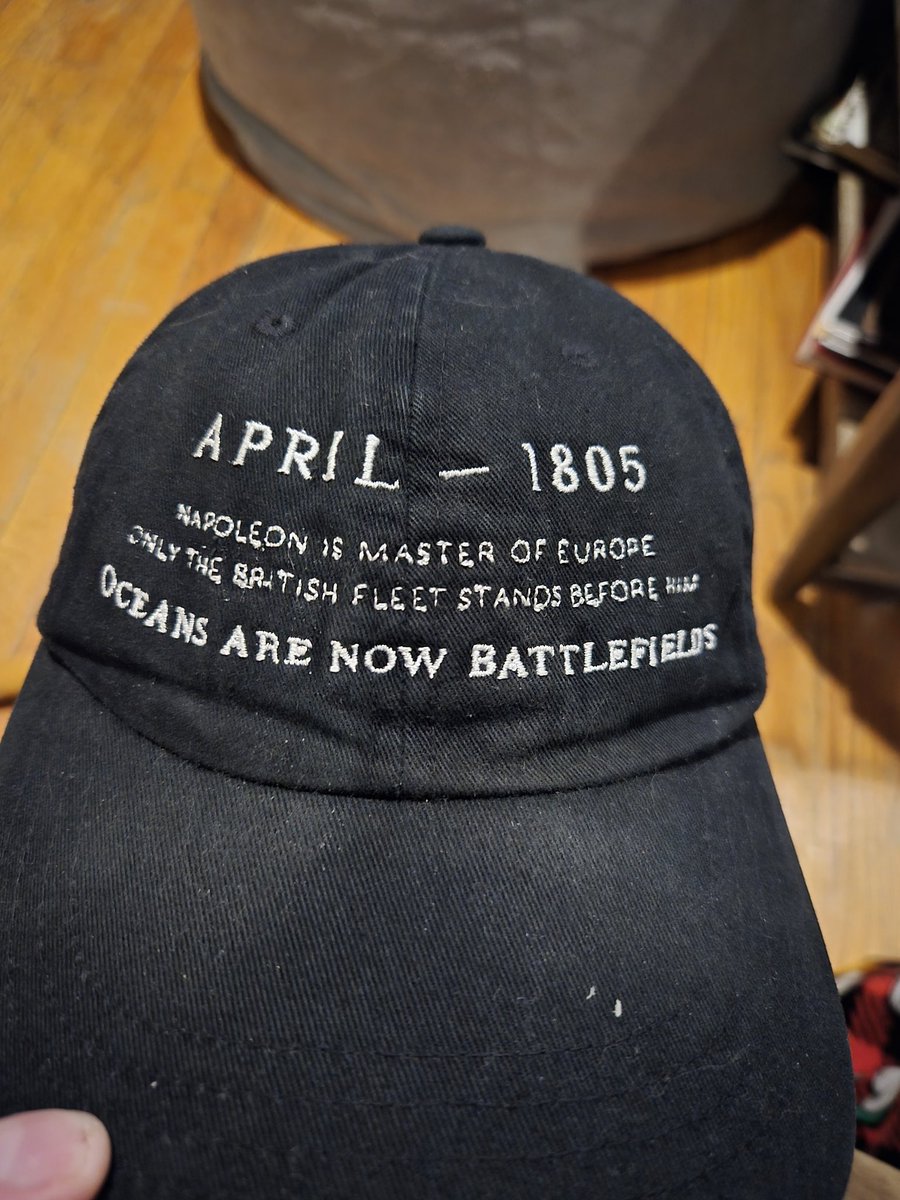 APRIL — 1805
NAPOLEON IS MASTER OF EUROPE
ONLY THE BRITISH FLEET STANDS BEFORE HIM
OCEANS ARE NOW BATTLEFIELDS